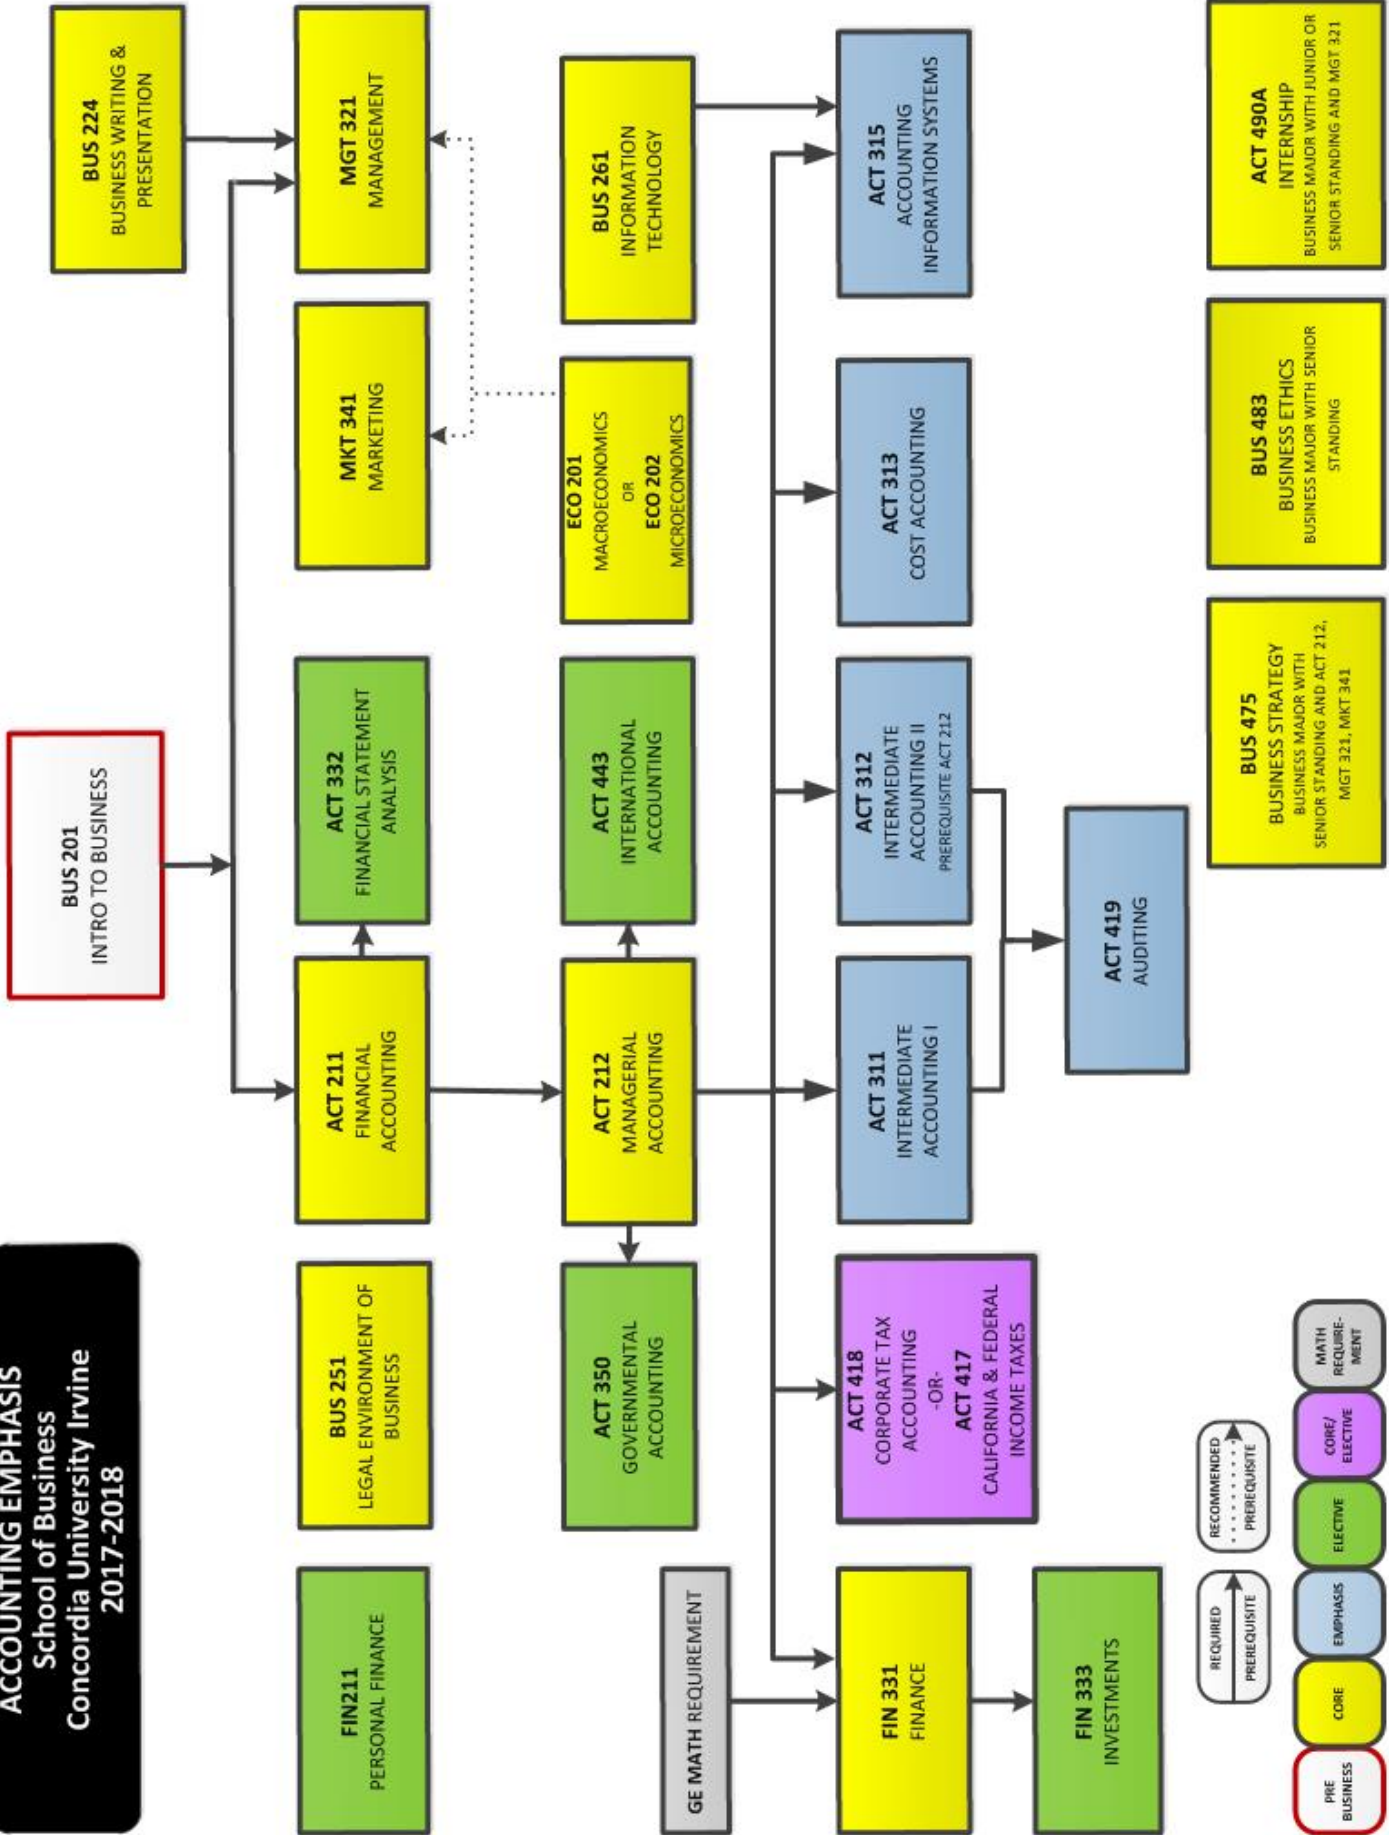 ACCOUNTING EMPHASIS
School of Business
Concordia University Irvine
2017-2018
BUS 201
INTRO TO BUSINESS
BUS 224
BUSINESS WRITING &
PRESENTATION
FIN211
PERSONAL FINANCE
BUS 251
LEGAL ENVIRONMENT OF
BUSINESS
ACT 211
FINANCIAL
ACCOUNTING
ACT 332
FINANCIAL STATEMENT
ANALYSIS
MKT 341
MARKETING
MGT 321
MANAGEMENT
GE MATH REQUIREMENT
ACT 350
GOVERNMENTAL
ACCOUNTING
ACT 212
MANAGERIAL
ACCOUNTING
ACT 443
INTERNATIONAL
ACCOUNTING
ECO 201
MACROECONOMICS
OR
ECO 202
MICROECONOMICS
BUS 261
INFORMATION
TECHNOLOGY
FIN 331
FINANCE
ACT 418
CORPORATE TAX
ACCOUNTING
-OR-
ACT 417
CALIFORNIA & FEDERAL
INCOME TAXES
ACT 311
INTERMEDIATE
ACCOUNTING I
ACT 312
INTERMEDIATE
ACCOUNTING II
PREREQUISITE ACT 212
ACT 313
COST ACCOUNTING
ACT 315
ACCOUNTING
INFORMATION SYSTEMS
FIN 333
INVESTMENTS
ACT 419
AUDITING
BUS 475
BUSINESS STRATEGY
BUSINESS MAJOR WITH
SENIOR STANDING AND ACT 212,
MGT 321, MKT 341
BUS 483
BUSINESS ETHICS
BUSINESS MAJOR WITH SENIOR
STANDING
ACT 490A
INTERNSHIP
BUSINESS MAJOR WITH JUNIOR OR
SENIOR STANDING AND MGT 321
REQUIRED
PREREQUISITE
RECOMMENDED
PREREQUISITE
PRE
BUSINESS
CORE
EMPHASIS
ELECTIVE
CORE/
ELECTIVE
MATH
REQUIRE-
MENT